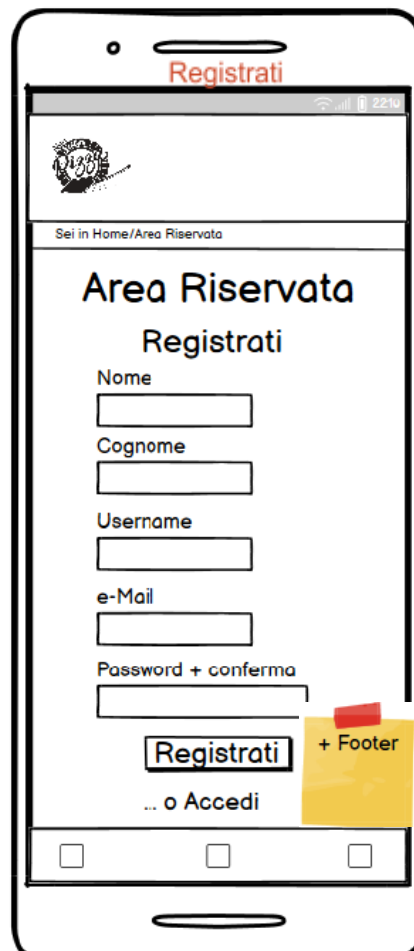 Registrati
2210
Sei in Home/Area Riservata
Area Riservata
Registrati
Nome
Cognome
Username
e-Mail
Password + conferma
+ Footer
Registrati
... o Accedi